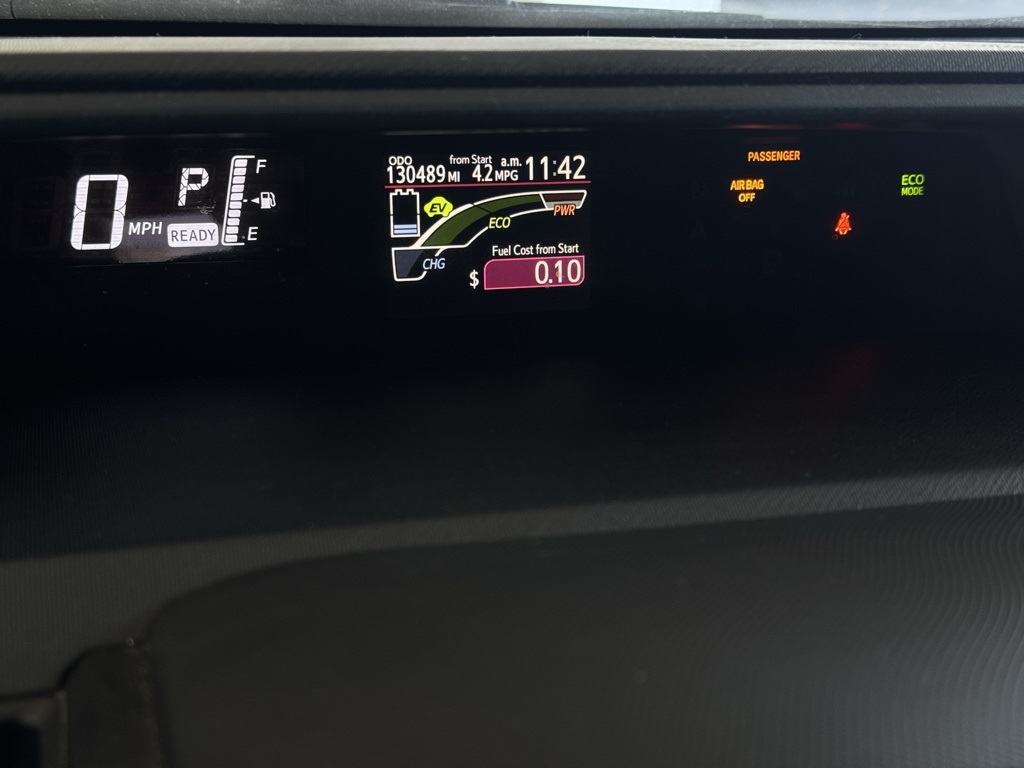 0 MPH
P
READY
F
E
ODO
130489 MI
from Start
4.2 MPG
a.m. 11:42
EV
ECO
PWR
CHG
Fuel Cost from Start
$ 0.10
PASSENGER
AIR BAG
OFF
ECO
MODE